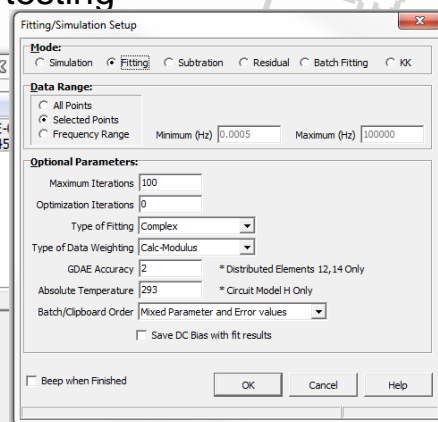 testing
Fitting/Simulation Setup
Mode:
Simulation Fitting Subtration Residual Batch Fitting KK
Data Range:
All Points
Selected Points
Frequency Range Minimum (Hz) 0.0005 Maximum (Hz) 100000
Optional Parameters:
Maximum Iterations 100
Optimization Iterations 0
Type of Fitting Complex
Type of Data Weighting Calc-Modulus
GDAE Accuracy 2 * Distributed Elements 12,14 Only
Absolute Temperature 293 * Circuit Model H Only
Batch/Clipboard Order Mixed Parameter and Error values
Save DC Bias with fit results
Beep when Finished OK Cancel Help